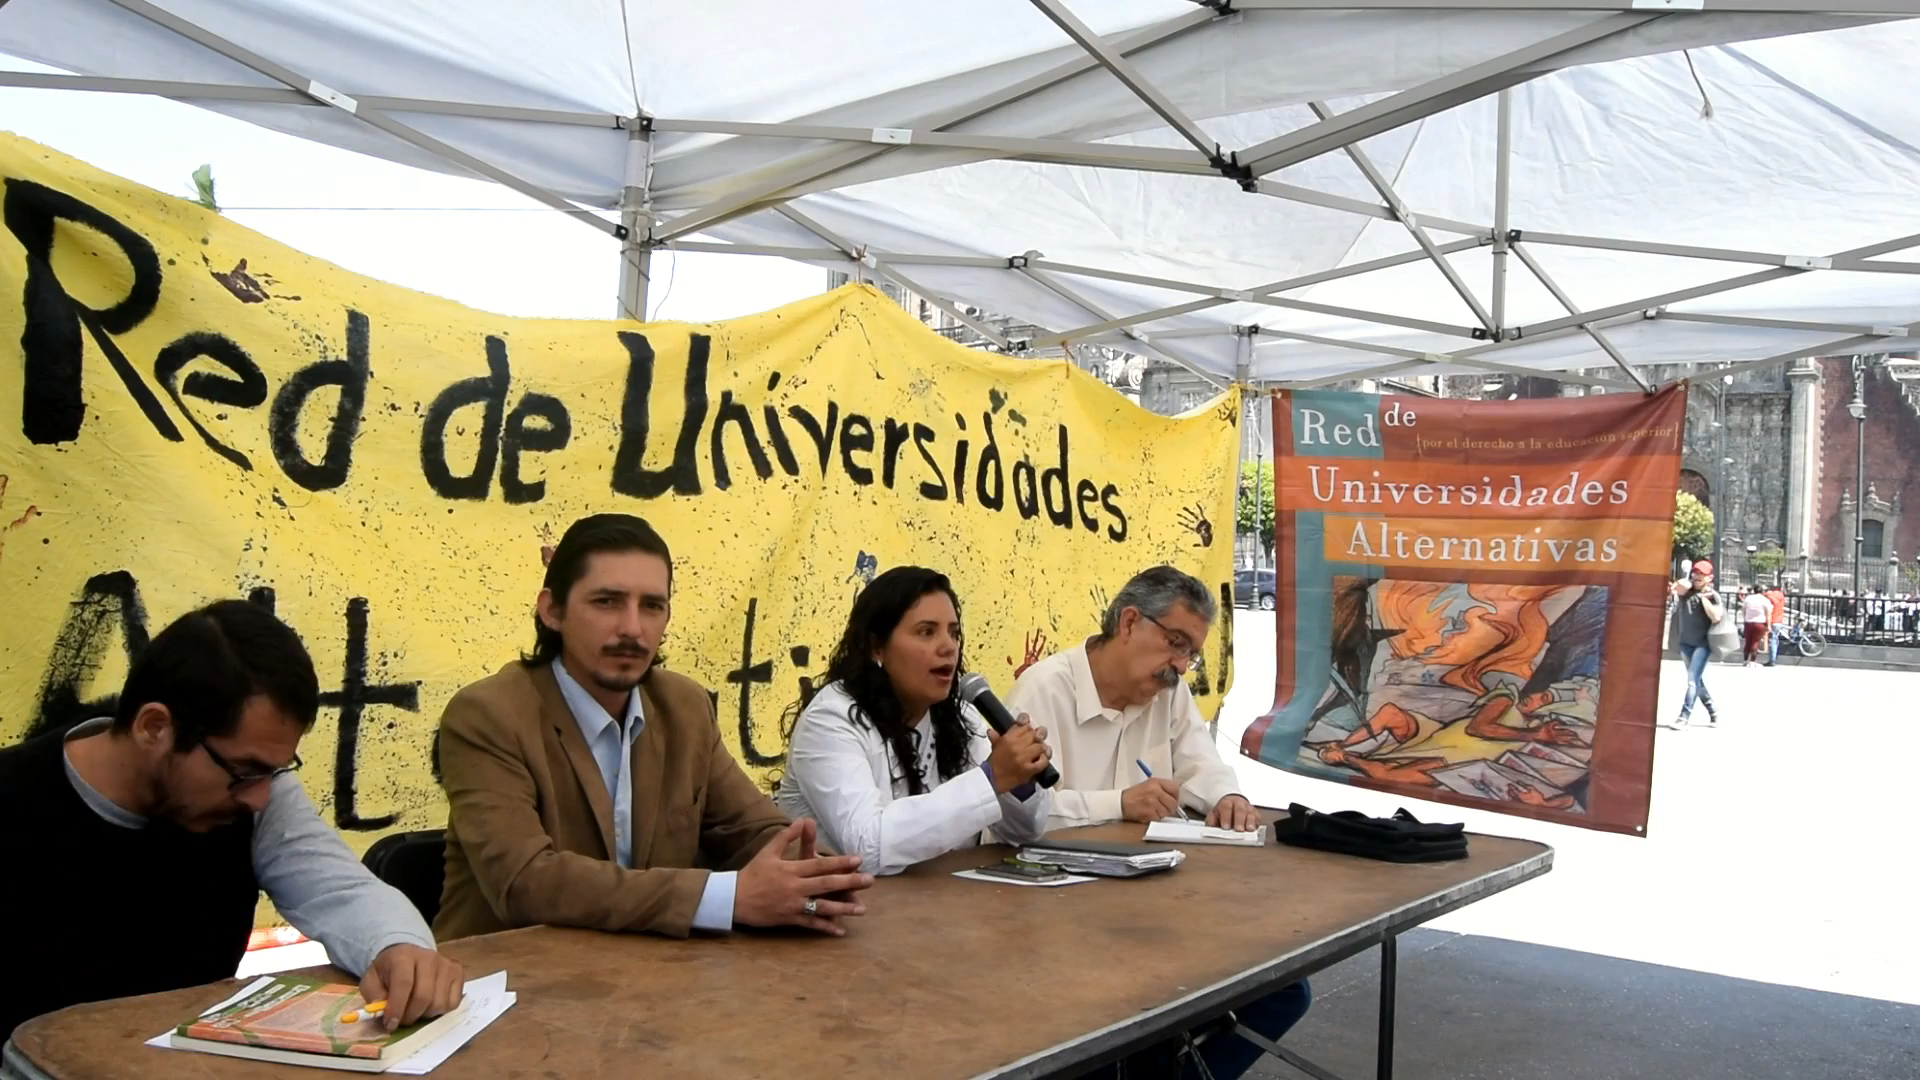 Red de Universidades
Red de
{por el derecho a la educación superior}
Universidades
Alternativas